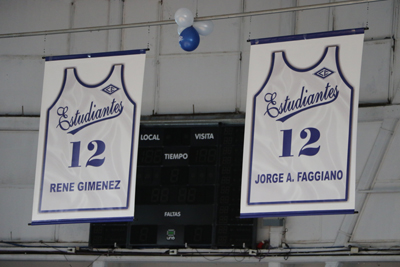 Estudiantes
12
RENE GIMENEZ
LOCAL VISITA
TIEMPO
FALTAS
Estudiantes
12
JORGE A. FAGGIANO